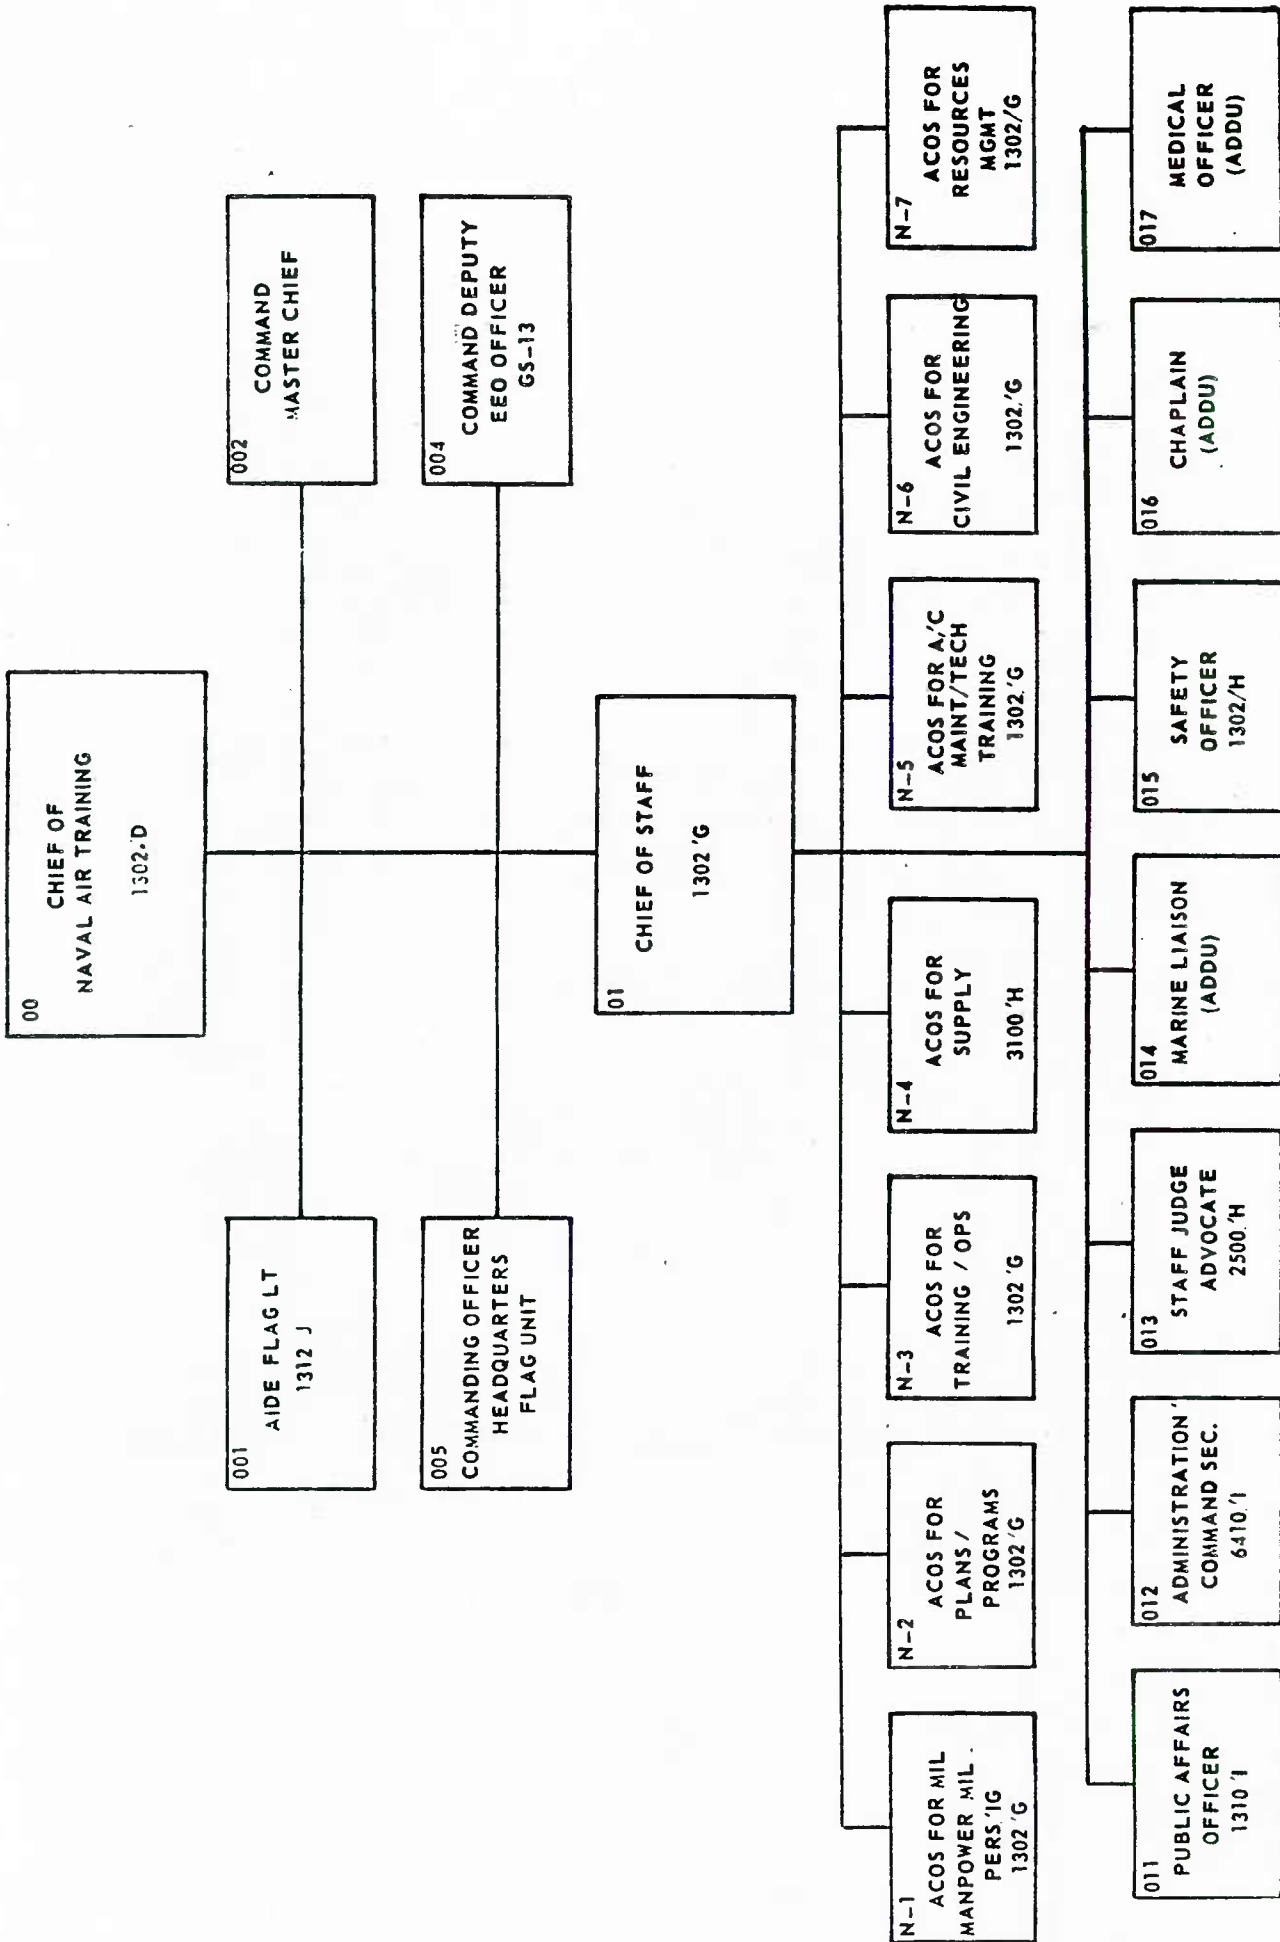 00
CHIEF OF
NAVAL AIR TRAINING
1302.'D
001
AIDE FLAG LT
1312 J
002
COMMAND
MASTER CHIEF
005
COMMANDING OFFICER
HEADQUARTERS
FLAG UNIT
004
COMMAND DEPUTY
EEO OFFICER
GS-13
01
CHIEF OF STAFF
1302 'G
N-1
ACOS FOR MIL
MANPOWER MIL.
PERS.'IG
1302 'G
N-2
ACOS FOR
PLANS /
PROGRAMS
1302 'G
N-3
ACOS FOR
TRAINING / OPS
1302 'G
N-4
ACOS FOR
SUPPLY
3100 'H
N-5
ACOS FOR A/C
MAINT/TECH
TRAINING
1302.'G
N-6
ACOS FOR
CIVIL ENGINEERING
1302.'G
N-7
ACOS FOR
RESOURCES
MGMT
1302/G
011
PUBLIC AFFAIRS
OFFICER
1310 'I
012
ADMINISTRATION '
COMMAND SEC.
6410.'I
013
STAFF JUDGE
ADVOCATE
2500.'H
014
MARINE LIAISON
(ADDU)
015
SAFETY
OFFICER
1302/H
016
CHAPLAIN
(ADDU)
017
MEDICAL
OFFICER
(ADDU)